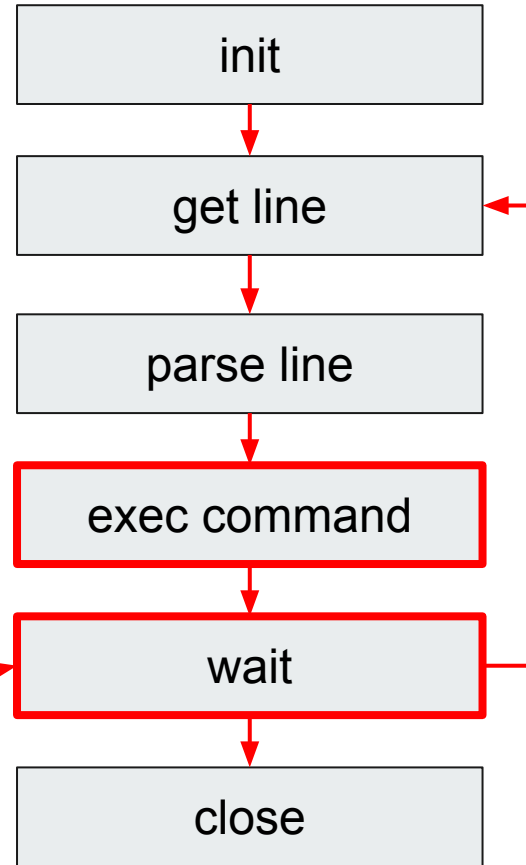 init
get line
parse line
exec command
wait
close